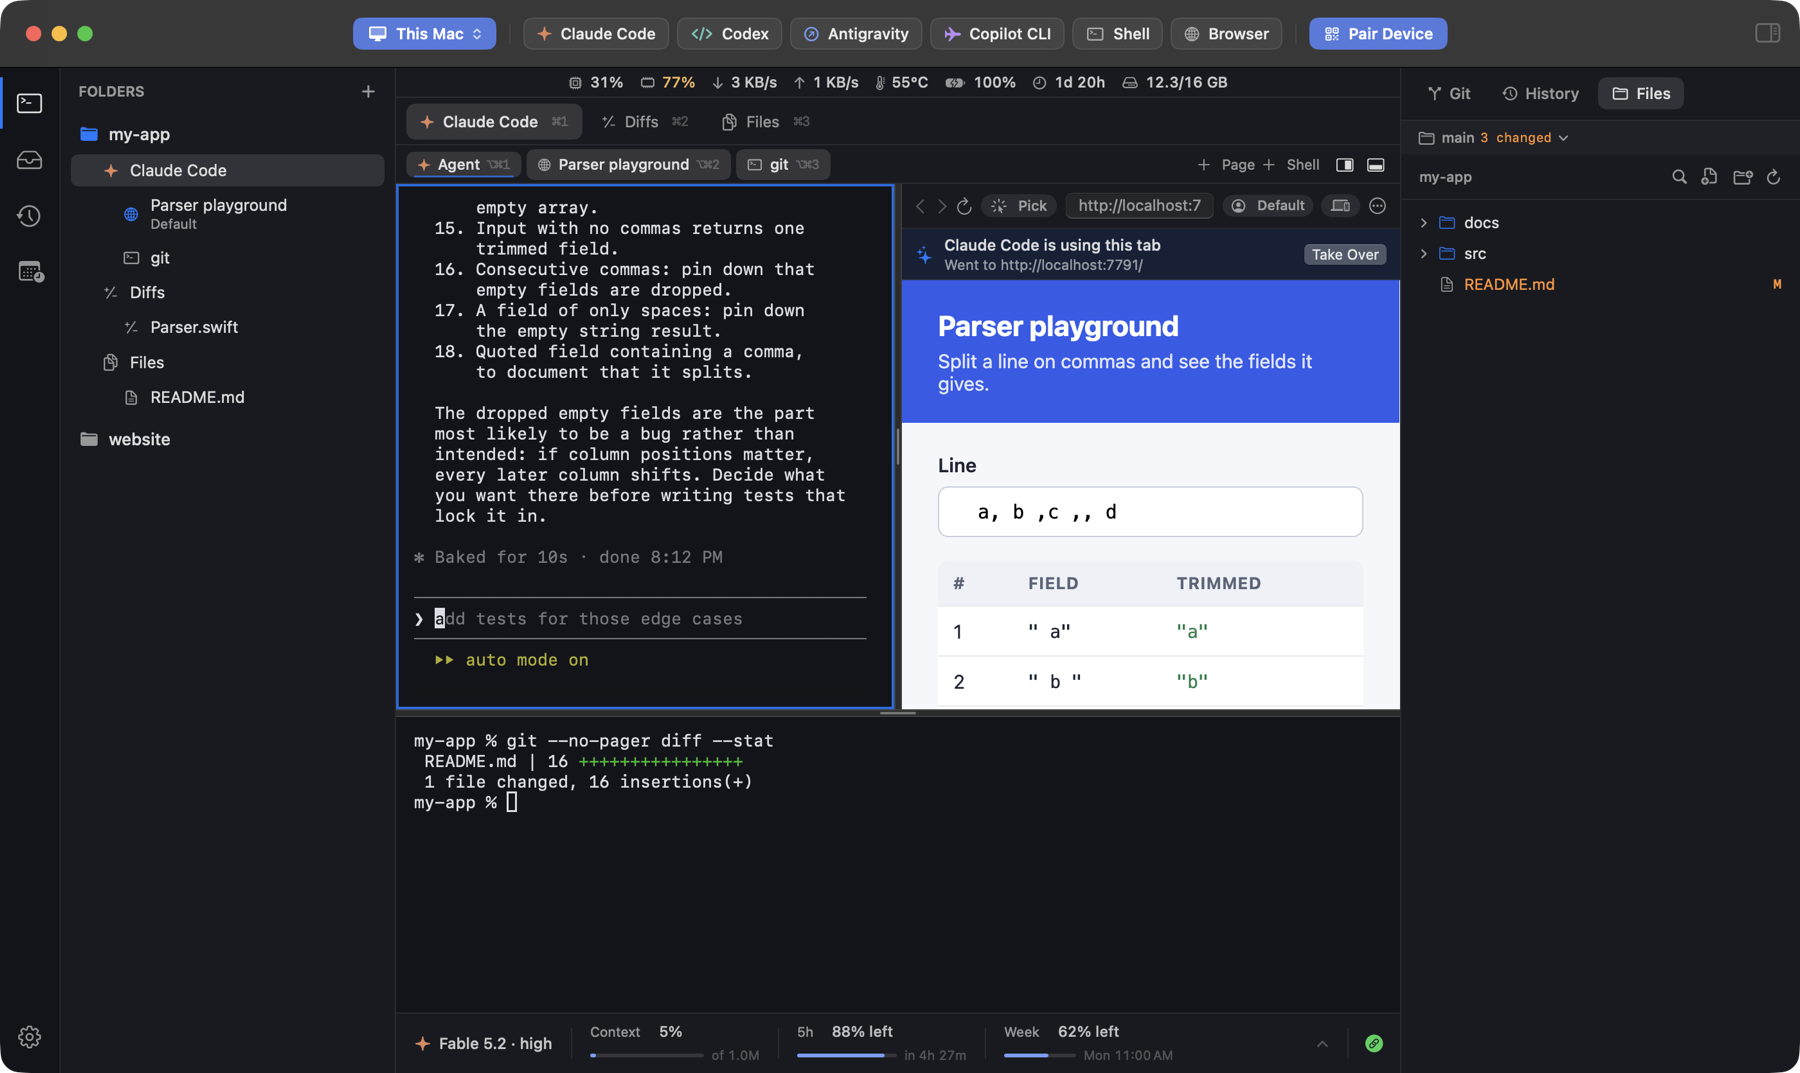 This Mac
Claude Code
Codex
Antigravity
Copilot CLI
Shell
Browser
Pair Device
FOLDERS
my-app
Claude Code
Parser playground
Default
git
Diffs
Parser.swift
Files
README.md
website
31%
77%
↓ 3 KB/s
↑ 1 KB/s
55°C
100%
1d 20h
12.3/16 GB
Claude Code ⌘1
Diffs ⌘2
Files ⌘3
Agent ⌥⌘1
Parser playground ⌥⌘2
git ⌥⌘3
+ Page
+ Shell
empty array.
15. Input with no commas returns one
trimmed field.
16. Consecutive commas: pin down that
empty fields are dropped.
17. A field of only spaces: pin down
the empty string result.
18. Quoted field containing a comma,
to document that it splits.
The dropped empty fields are the part
most likely to be a bug rather than
intended: if column positions matter,
every later column shifts. Decide what
you want there before writing tests that
lock it in.
✻ Baked for 10s · done 8:12 PM
❯ add tests for those edge cases
▸▸ auto mode on
Pick
http://localhost:7
Default
Claude Code is using this tab
Went to http://localhost:7791/
Take Over
Parser playground
Split a line on commas and see the fields it
gives.
Line
a, b ,c ,, d
# FIELD TRIMMED
1 " a" "a"
2 " b " "b"
my-app % git --no-pager diff --stat
README.md | 16 ++++++++++++++++
1 file changed, 16 insertions(+)
my-app %
Fable 5.2 · high
Context 5%
of 1.0M
5h 88% left
in 4h 27m
Week 62% left
Mon 11:00 AM
Git
History
Files
main 3 changed
my-app
docs
src
README.md M